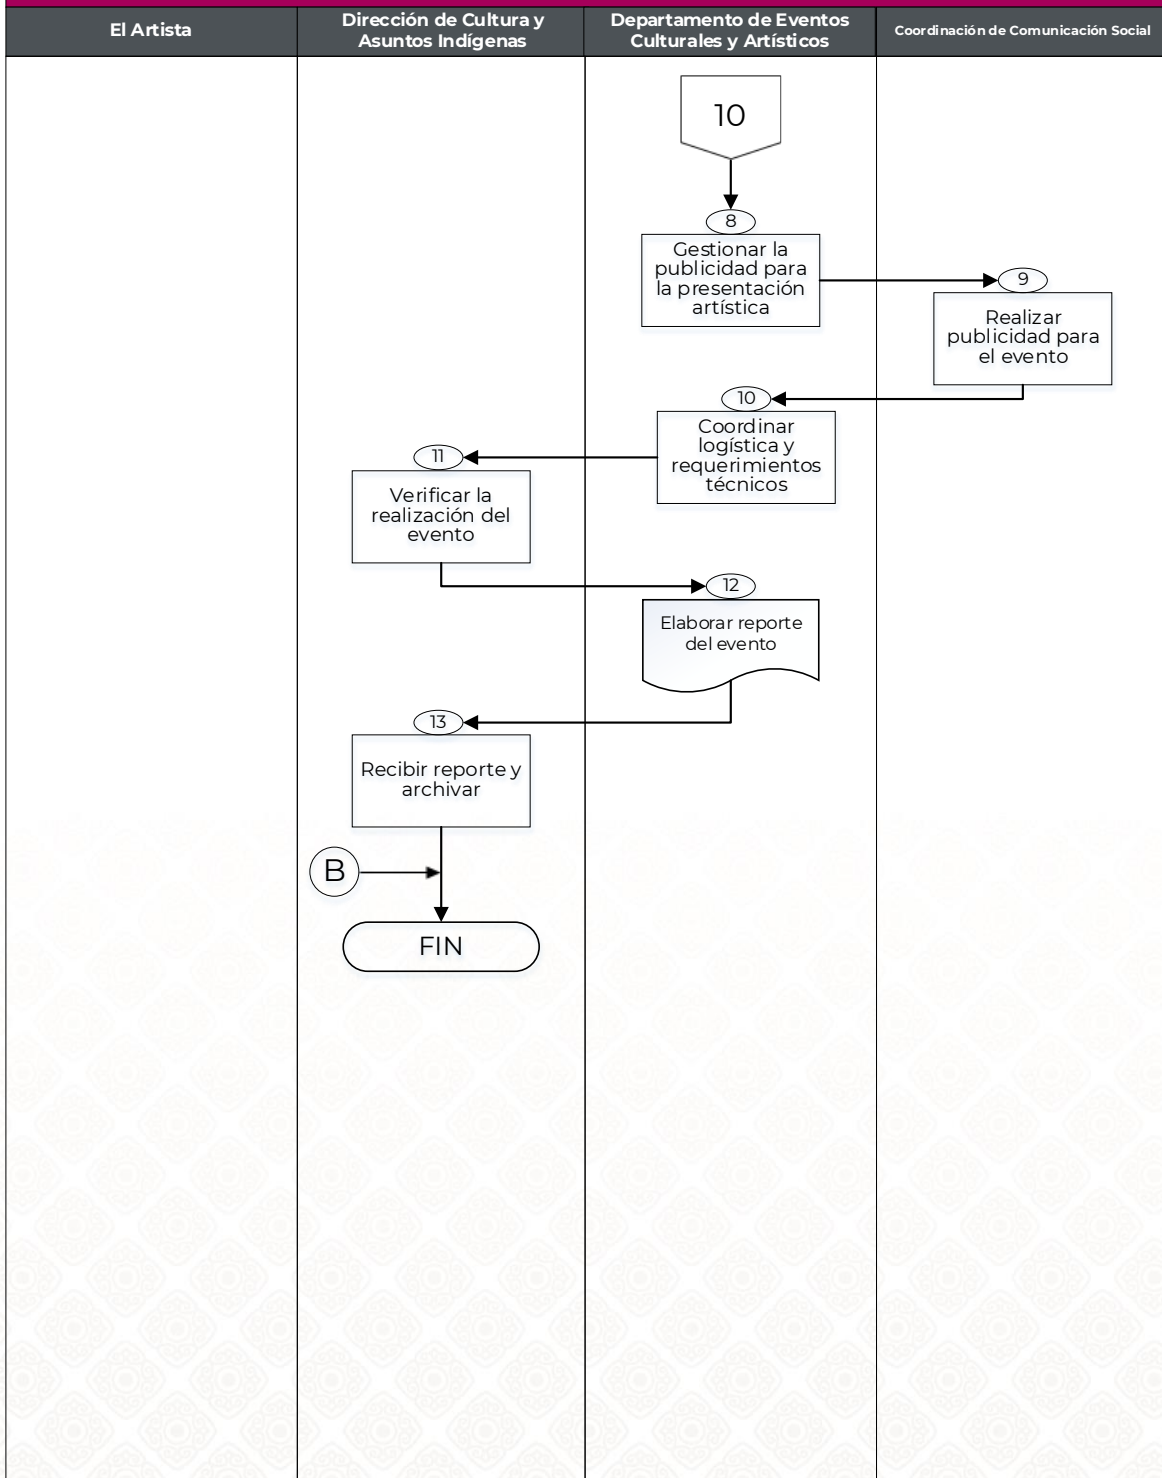 El Artista
Dirección de Cultura y
Asuntos Indígenas
Departamento de Eventos
Culturales y Artísticos
Coordinación de Comunicación Social
10
8
Gestionar la
publicidad para
la presentación
artística
9
Realizar
publicidad para
el evento
10
Coordinar
logística y
requerimientos
técnicos
11
Verificar la
realización del
evento
12
Elaborar reporte
del evento
13
Recibir reporte y
archivar
B
FIN